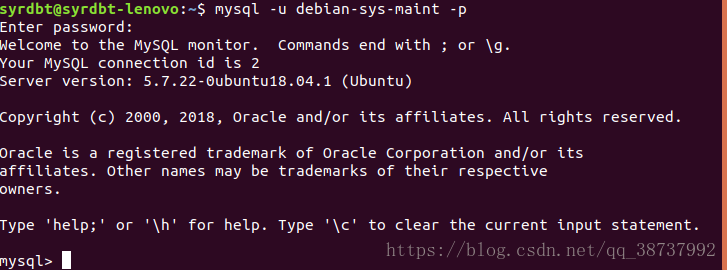 syrdbt@syrdbt-lenovo:~$ mysql -u debian-sys-maint -p
Enter password:
Welcome to the MySQL monitor.  Commands end with ; or \g.
Your MySQL connection id is 2
Server version: 5.7.22-0ubuntu18.04.1 (Ubuntu)
Copyright (c) 2000, 2018, Oracle and/or its affiliates. All rights reserved.
Oracle is a registered trademark of Oracle Corporation and/or its
affiliates. Other names may be trademarks of their respective
owners.
Type 'help;' or '\h' for help. Type '\c' to clear the current input statement.
mysql>
https://blog.csdn.net/qq_38737992